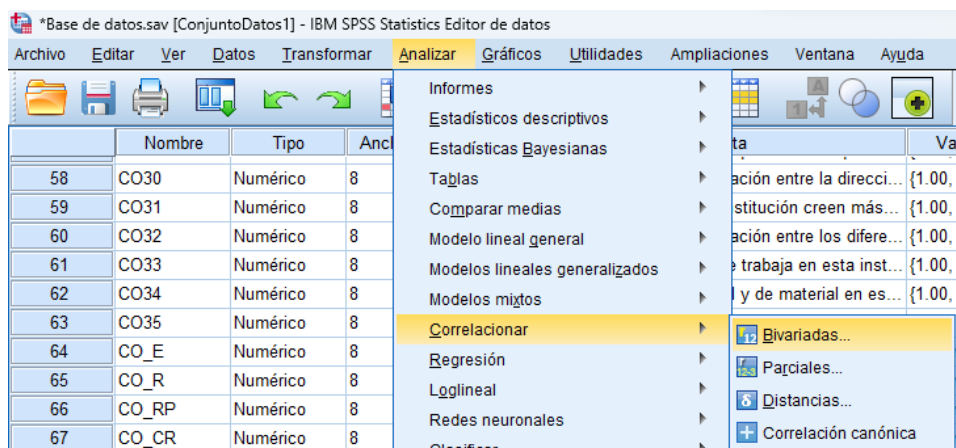 *Base de datos.sav [ConjuntoDatos1] - IBM SPSS Statistics Editor de datos
Archivo Editar Ver Datos Transformar Analizar Gráficos Utilidades Ampliaciones Ventana Ayuda
Informes
Estadísticos descriptivos
Estadísticas Bayesianas
Tablas
Comparar medias
Modelo lineal general
Modelos lineales generalizados
Modelos mixtos
Correlacionar
Regresión
Loglineal
Redes neuronales
Bivariadas...
Parciales...
Distancias...
Correlación canónica
Nombre Tipo Ancl ta Va
58 CO30 Numérico 8 ación entre la direcci... {1.00,
59 CO31 Numérico 8 stitución creen más... {1.00,
60 CO32 Numérico 8 ación entre los difere... {1.00,
61 CO33 Numérico 8 trabaja en esta inst... {1.00,
62 CO34 Numérico 8 y de material en es... {1.00,
63 CO35 Numérico 8
64 CO_E Numérico 8
65 CO_R Numérico 8
66 CO_RP Numérico 8
67 CO_CR Numérico 8